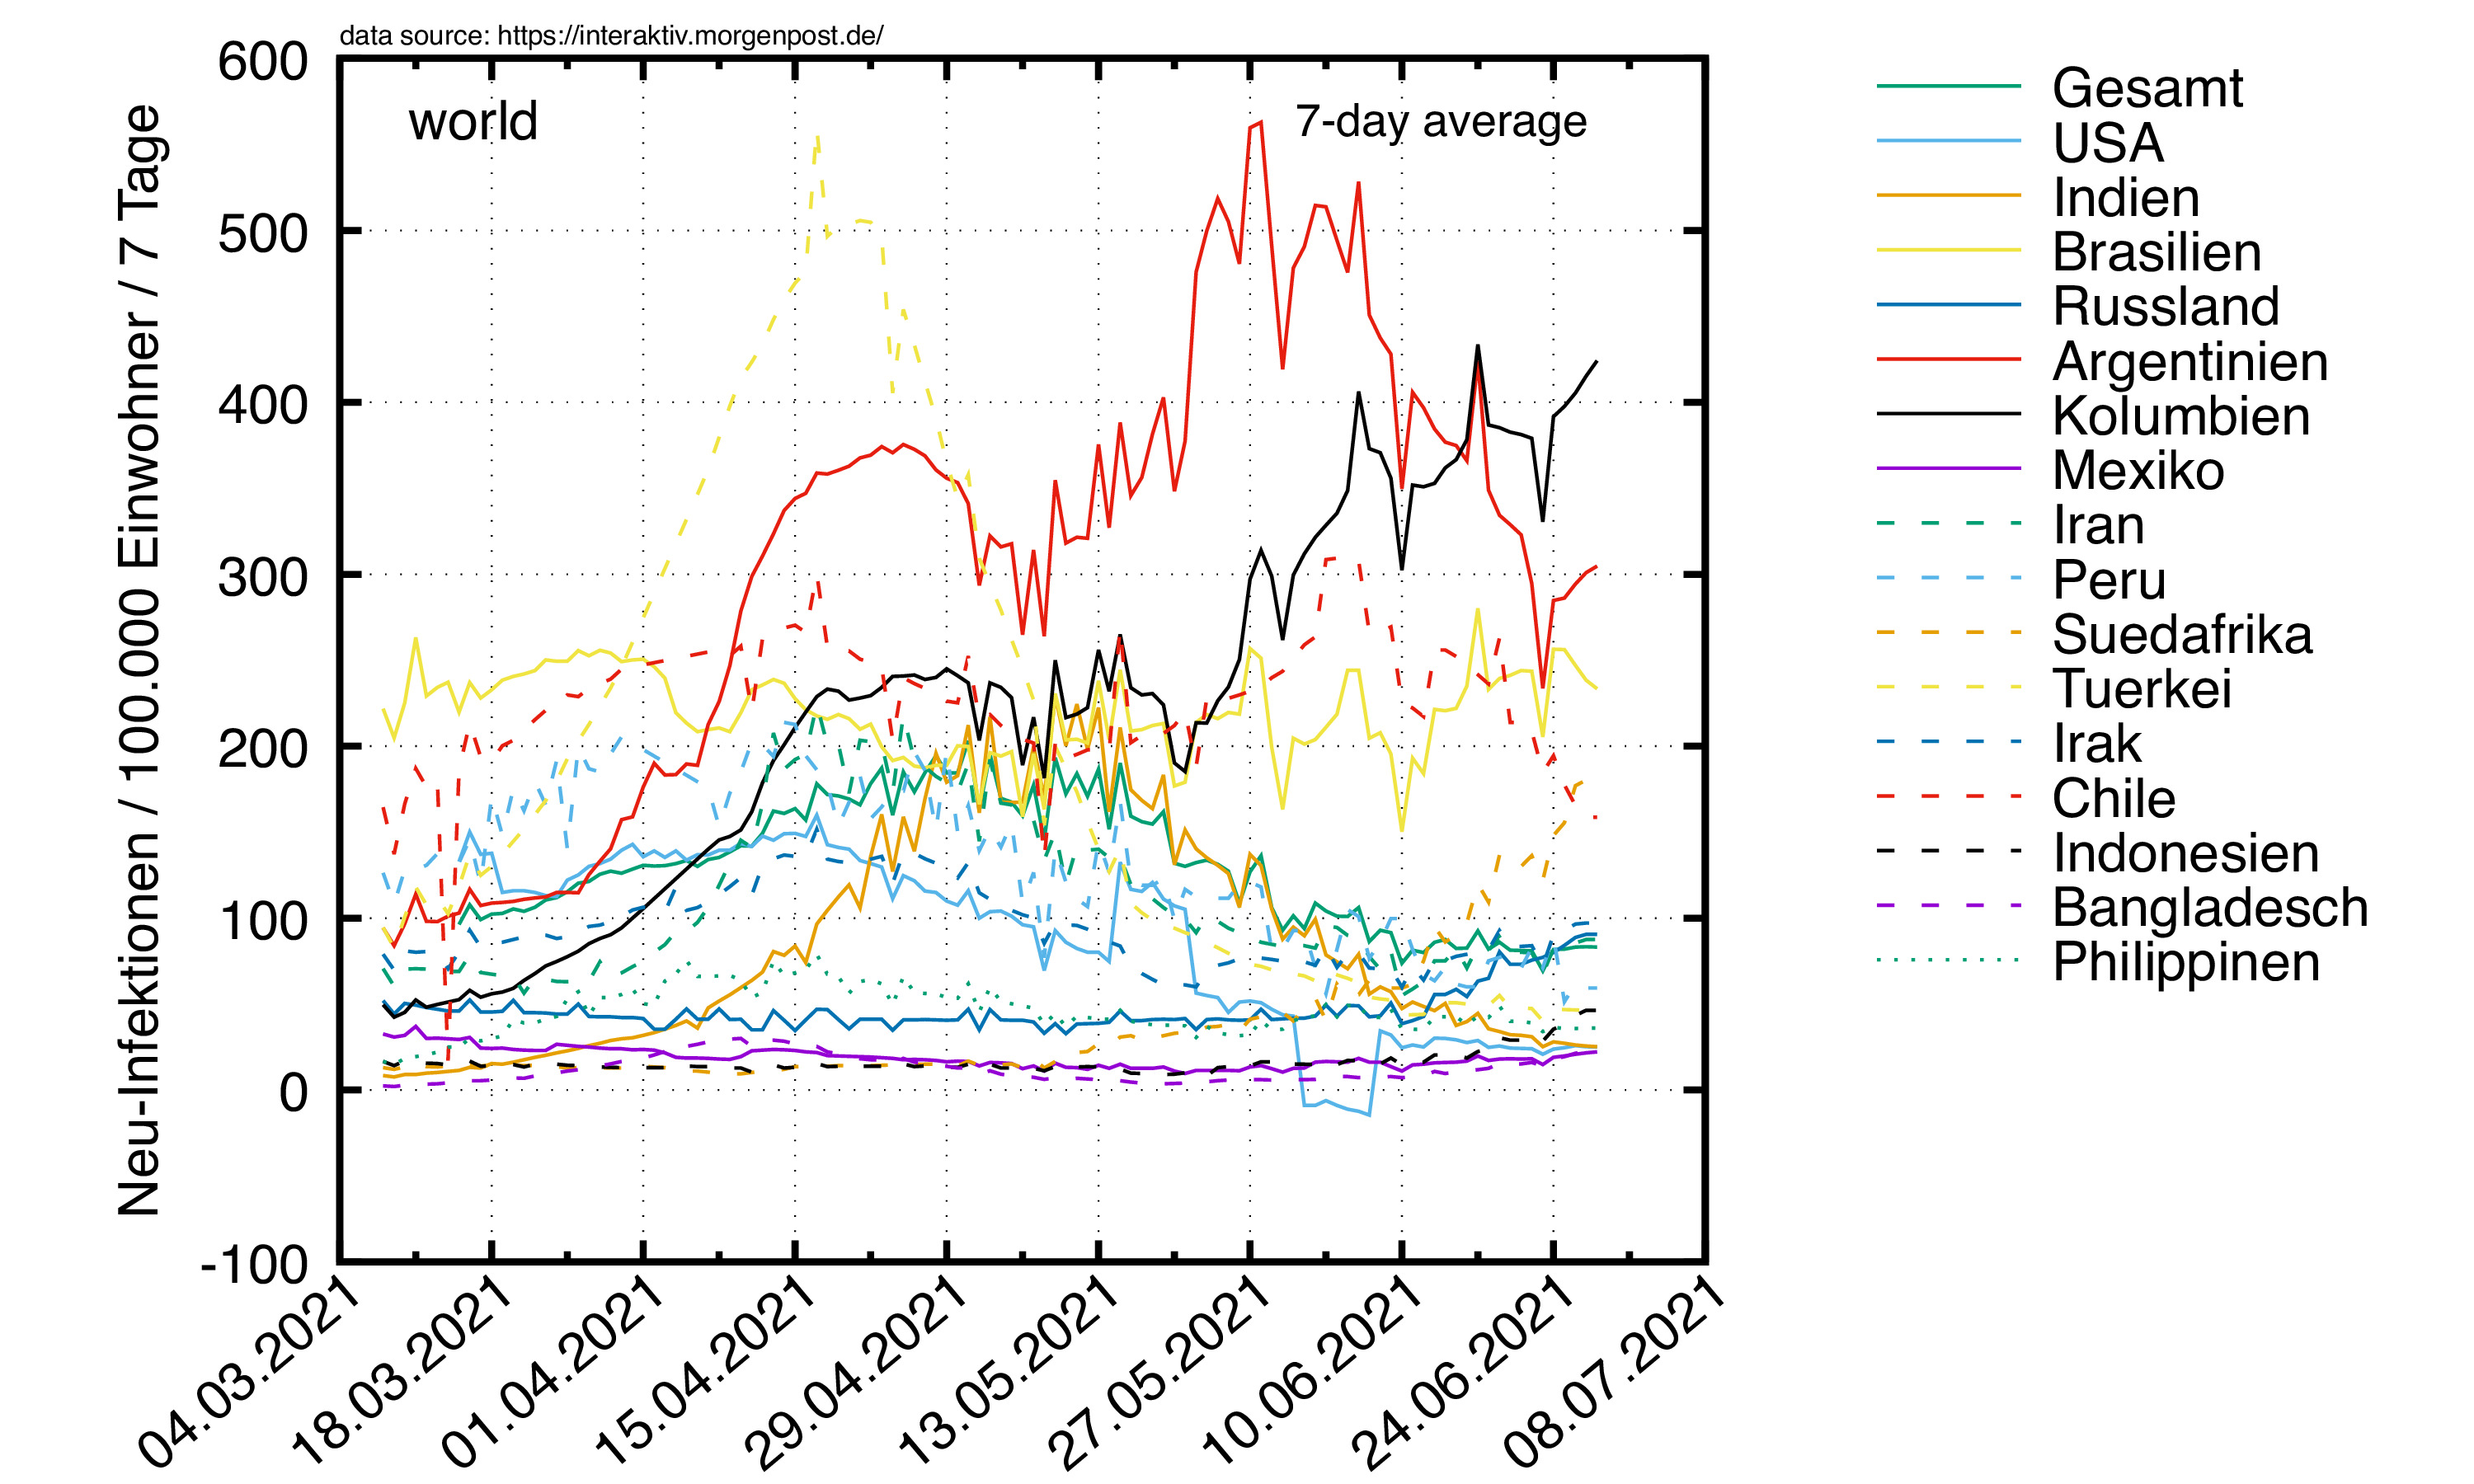 data source: https://interaktiv.morgenpost.de/
world
7-day average
Neu-Infektionen / 100.000 Einwohner / 7 Tage
600
500
400
300
200
100
0
-100
04.03.2021
18.03.2021
01.04.2021
15.04.2021
29.04.2021
13.05.2021
27.05.2021
10.06.2021
24.06.2021
08.07.2021
Gesamt
USA
Indien
Brasilien
Russland
Argentinien
Kolumbien
Mexiko
Iran
Peru
Suedafrika
Tuerkei
Irak
Chile
Indonesien
Bangladesch
Philippinen